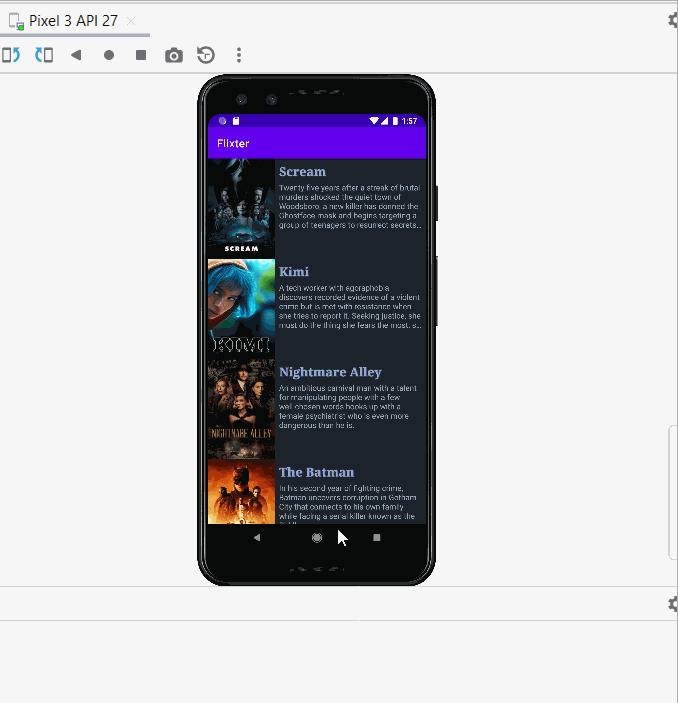 Pixel 3 API 27
1:57
Flixter
Scream
Twenty-five years after a streak of brutal
murders shocked the quiet town of
Woodsboro, a new killer has donned the
Ghostface mask and begins targeting a
group of teenagers to resurrect secrets...
SCREAM
Kimi
A tech worker with agoraphobia
discovers recorded evidence of a violent
crime but is met with resistance when
she tries to report it. Seeking justice, she
must do the thing she fears the most: s...
KIMI
Nightmare Alley
An ambitious carnival man with a talent
for manipulating people with a few
well-chosen words hooks up with a
female psychiatrist who is even more
dangerous than he is.
NIGHTMARE ALLEY
The Batman
In his second year of fighting crime,
Batman uncovers corruption in Gotham
City that connects to his own family
while facing a serial killer known as the